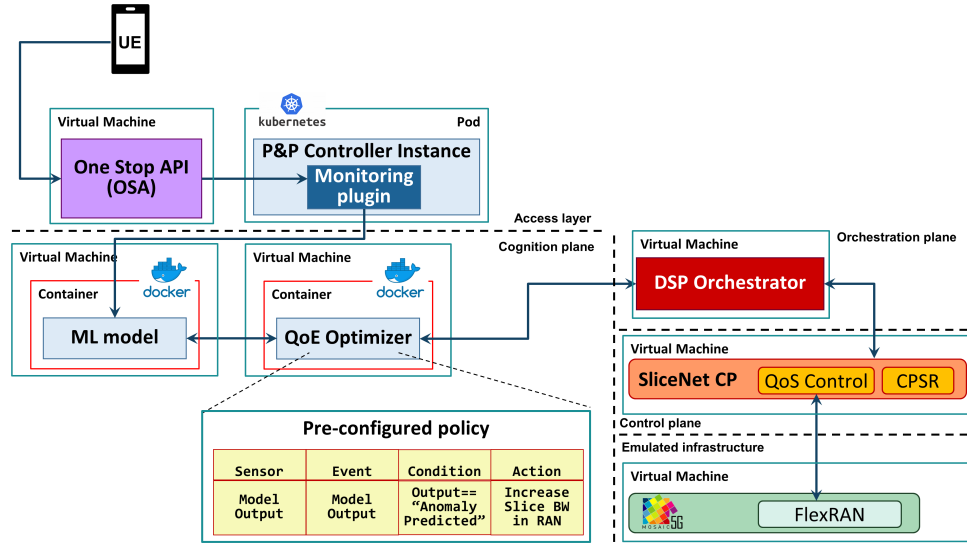 UE
Virtual Machine
One Stop API
(OSA)
kubernetes
Pod
P&P Controller Instance
Monitoring
plugin
Access layer
Cognition plane
Orchestration plane
Virtual Machine
docker
Container
ML model
Virtual Machine
docker
Container
QoE Optimizer
Virtual Machine
DSP Orchestrator
Virtual Machine
SliceNet CP
QoS Control
CPSR
Control plane
Emulated infrastructure
Virtual Machine
MOSAIC 5G
FlexRAN
Pre-configured policy
Sensor Event Condition Action
Model
Output
Model
Output
Output==
“Anomaly
Predicted”
Increase
Slice BW
in RAN